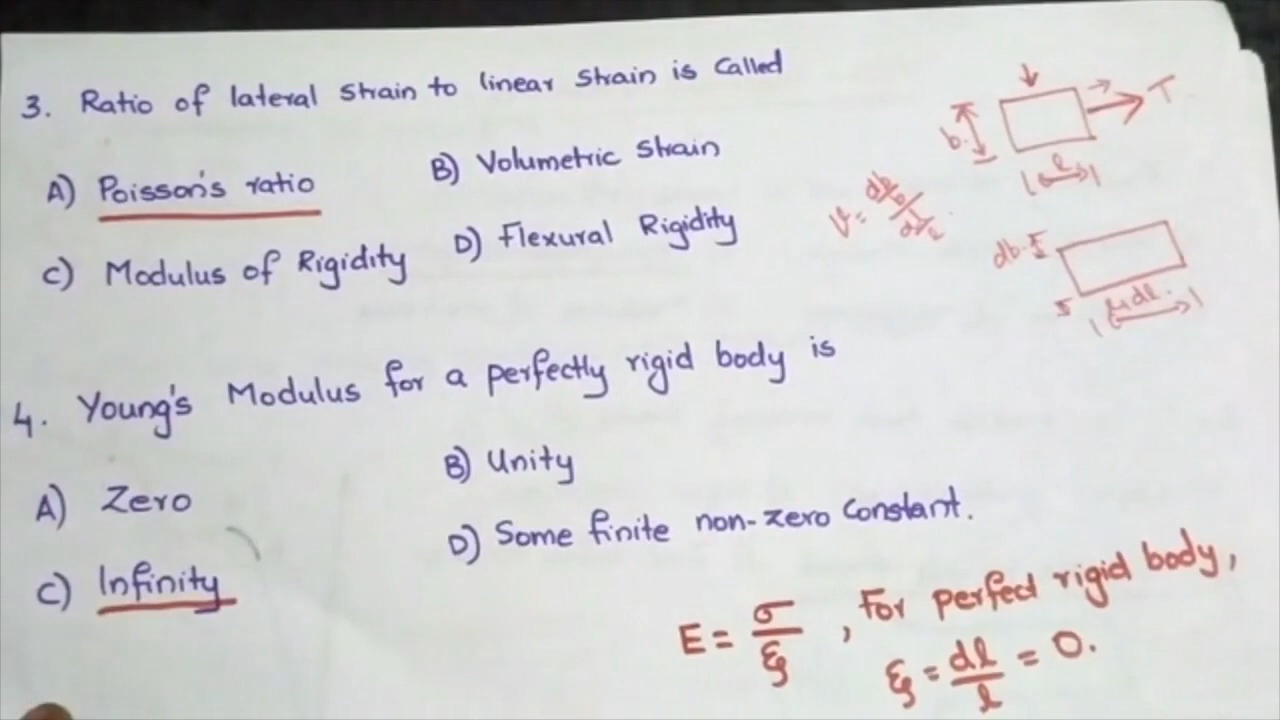 3. Ratio of lateral strain to linear strain is called
A) Poisson's ratio B) Volumetric strain
C) Modulus of Rigidity D) Flexural Rigidity
T
b.
l
db
l
4. Young's Modulus for a perfectly rigid body is
A) Zero B) Unity
C) Infinity D) Some finite non-zero constant.
E = σ/ξ , For perfect rigid body,
ξ = dl/l = 0.